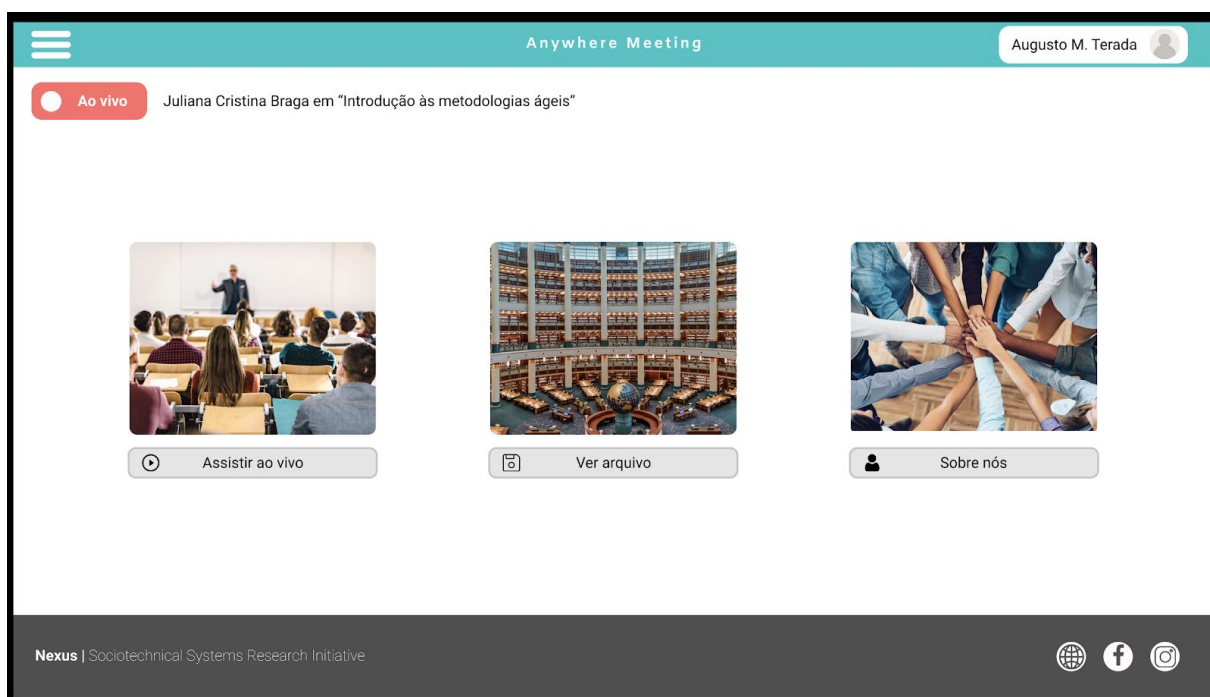 Anywhere Meeting
Augusto M. Terada
Ao vivo
Juliana Cristina Braga em “Introdução às metodologias ágeis”
Assistir ao vivo
Ver arquivo
Sobre nós
Nexus | Sociotechnical Systems Research Initiative